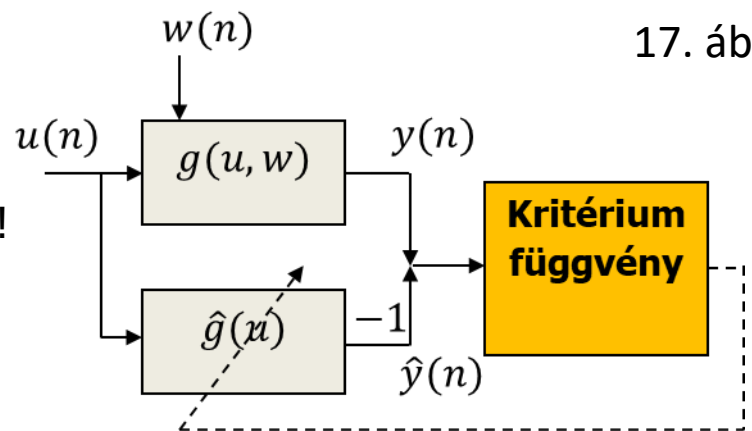 w(n)
17. áb
u(n)
g(u, w)
y(n)
!
Kritérium
függvény
ĝ(u)
−1
ŷ(n)